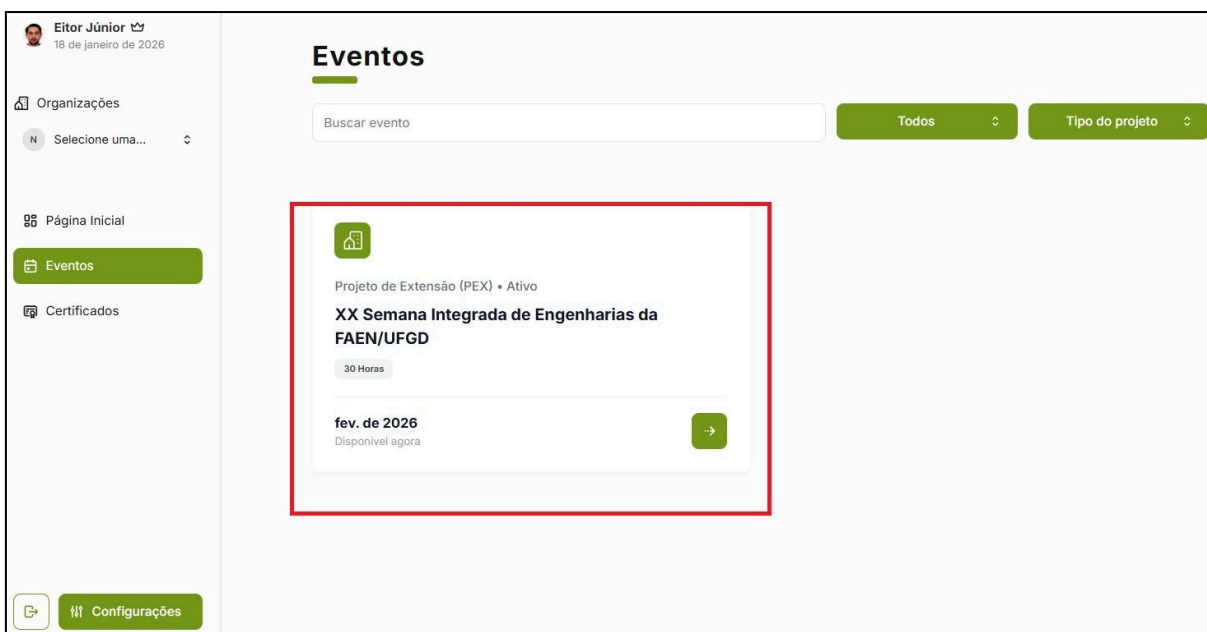 Eitor Júnior
18 de janeiro de 2026
Organizações
N Selecione uma...
Página Inicial
Eventos
Certificados
Configurações
Eventos
Buscar evento
Todos
Tipo do projeto
Projeto de Extensão (PEX) • Ativo
XX Semana Integrada de Engenharias da
FAEN/UFGD
30 Horas
fev. de 2026
Disponível agora